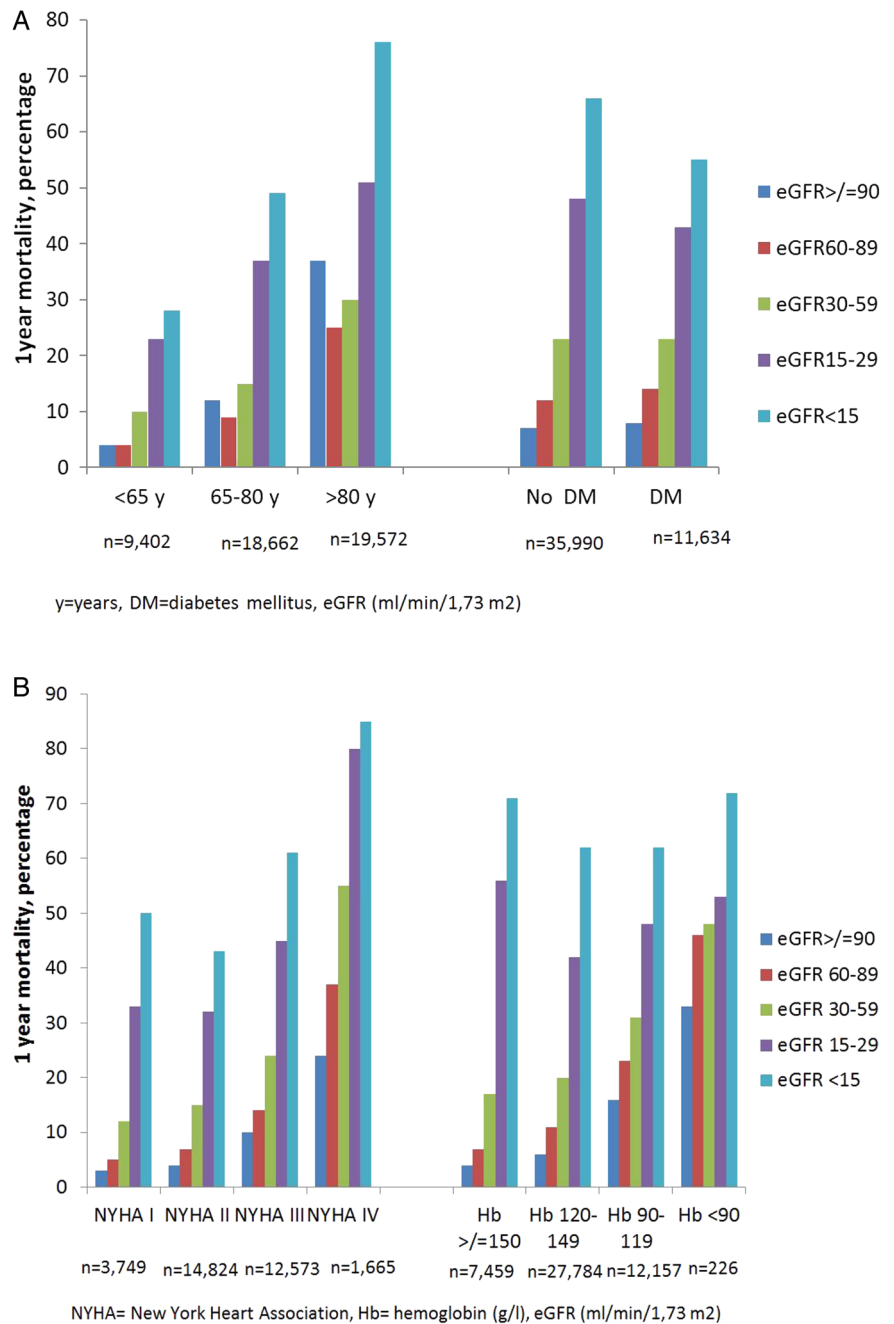 A
1year mortality, percentage
80
70
60
50
40
30
20
10
0
<65 y 65-80 y >80 y No DM DM
n=9,402 n=18,662 n=19,572 n=35,990 n=11,634
eGFR>/=90
eGFR60-89
eGFR30-59
eGFR15-29
eGFR<15
y=years, DM=diabetes mellitus, eGFR (ml/min/1,73 m2)
B
1 year mortality, percentage
90
80
70
60
50
40
30
20
10
0
NYHA I NYHA II NYHA III NYHA IV Hb Hb 120- Hb 90- Hb <90
>/=150 149 119
n=3,749 n=14,824 n=12,573 n=1,665 n=7,459 n=27,784 n=12,157 n=226
eGFR>/=90
eGFR 60-89
eGFR 30-59
eGFR 15-29
eGFR <15
NYHA= New York Heart Association, Hb= hemoglobin (g/l), eGFR (ml/min/1,73 m2)